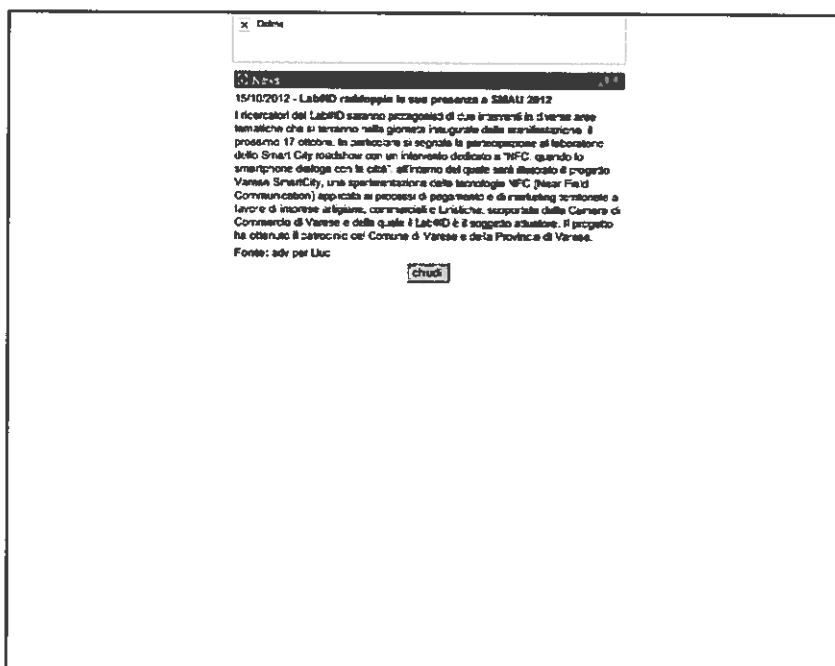 News
15/10/2012 - Lab#ID raddoppia la sua presenza a SMAU 2012
I ricercatori del Lab#ID saranno protagonisti di due interventi in diverse aree
tematiche che si terranno nella giornata inaugurale della manifestazione, il
prossimo 17 ottobre. In particolare si segnala la partecipazione al laboratorio
dello Smart City roadshow con un intervento dedicato a "NFC, quando lo
smartphone dialoga con la città", all'interno del quale sarà illustrato il progetto
Varese SmartCity, una sperimentazione della tecnologia NFC (Near Field
Communication) applicata ai processi di pagamento e di marketing territoriale a
favore di imprese artigiane, commerciali e turistiche, supportata dalla Camera di
Commercio di Varese e della quale il Lab#ID è il soggetto attuatore. Il progetto
ha ottenuto il patrocinio del Comune di Varese e della Provincia di Varese.
Fonte: adv per Liuc
chiudi